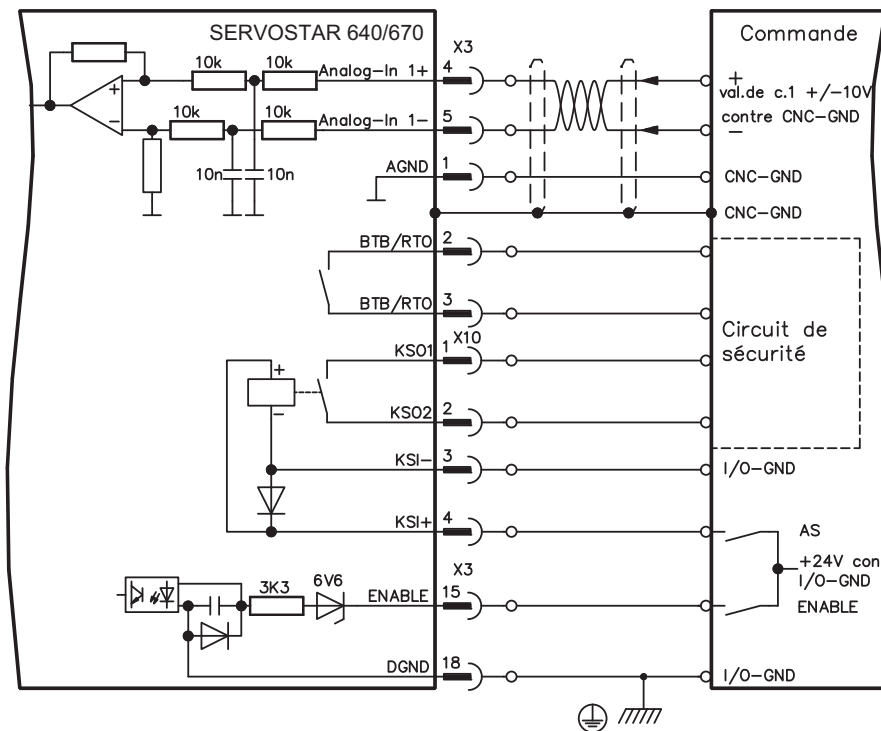 SERVOSTAR 640/670
X3
Commande
10k
10k
Analog-In 1+
4
+
+
val.de c.1 +/-10V
contre CNC-GND
-
10k
10k
Analog-In 1-
5
-
10n
10n
AGND
1
CNC-GND
CNC-GND
BTB/RTO
2
BTB/RTO
3
Circuit de
sécurité
X10
KSO1
1
+
-
KSO2
2
KSI-
3
I/O-GND
KSI+
4
AS
+24V con
I/O-GND
X3
3K3
6V6
ENABLE
15
ENABLE
DGND
18
I/O-GND